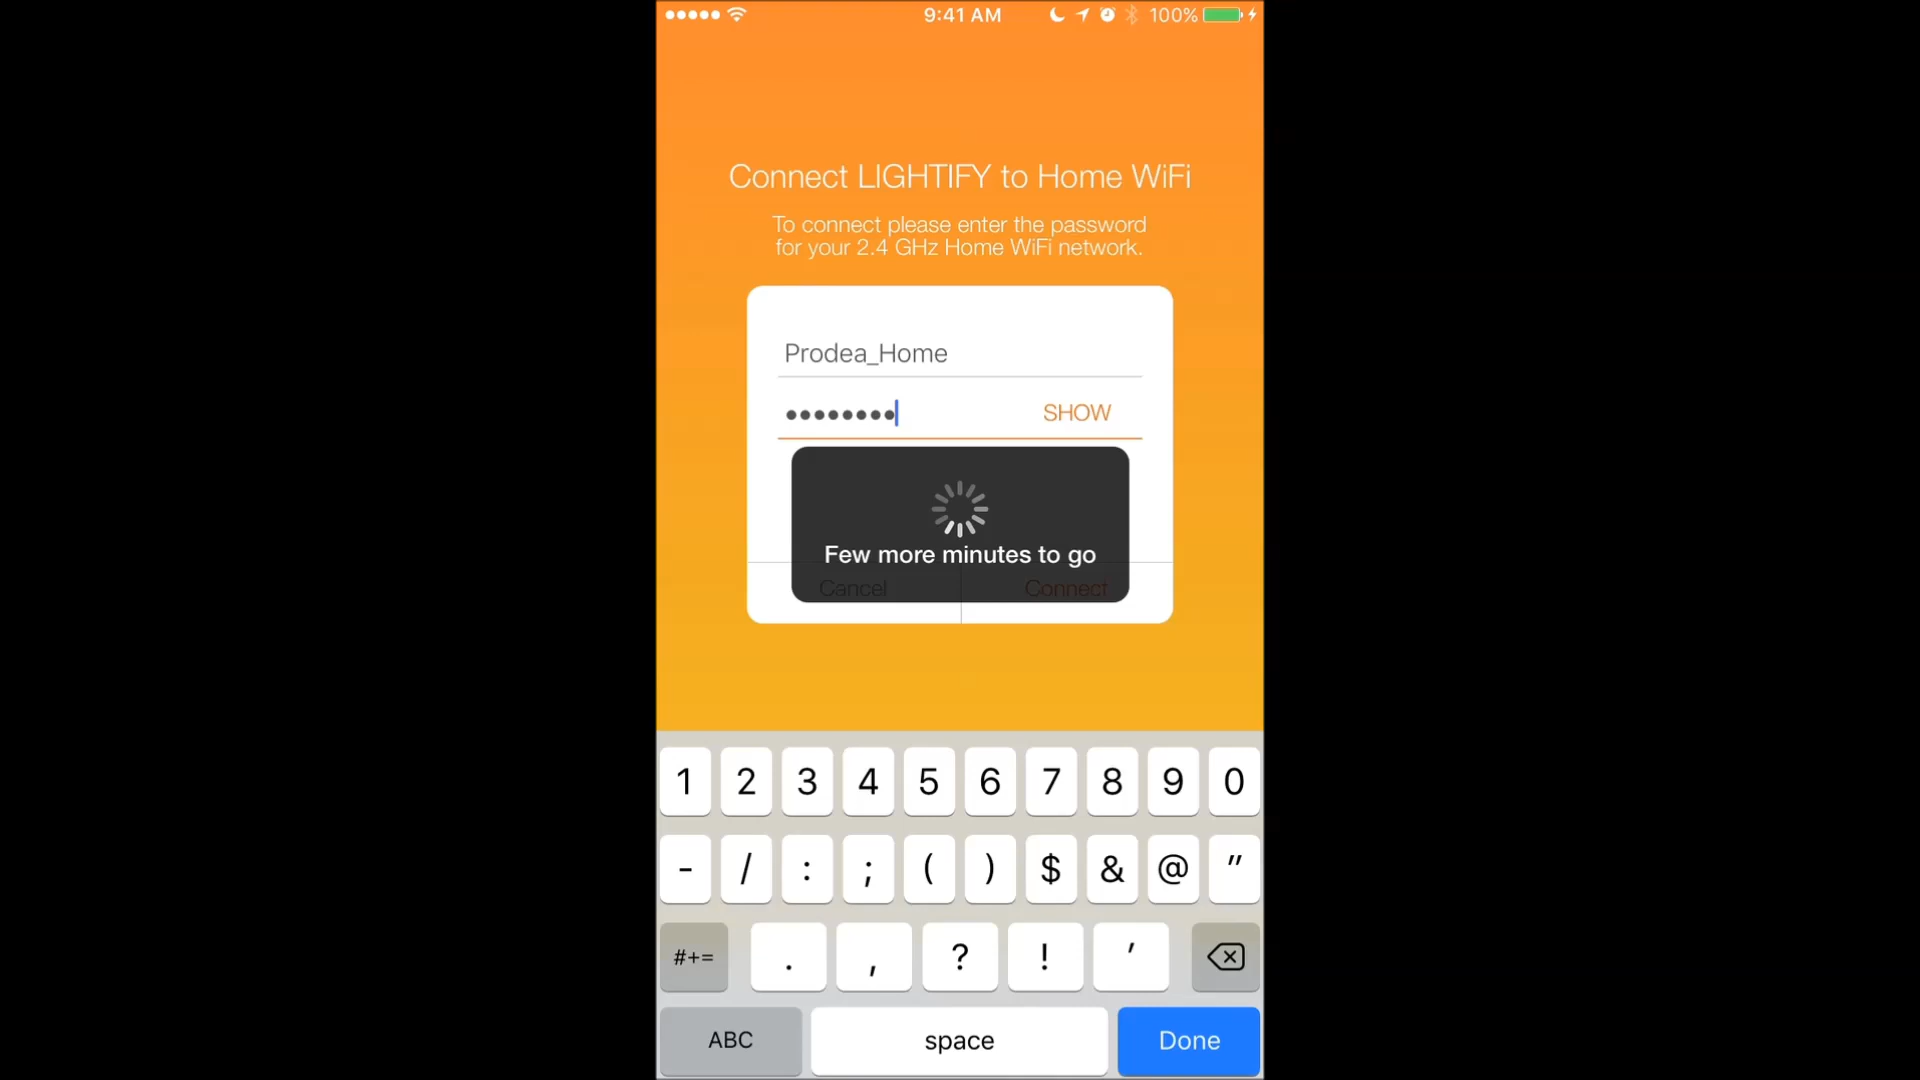 9:41 AM 100%
Connect LIGHTIFY to Home WiFi
To connect please enter the password
for your 2.4 GHz Home WiFi network.
Prodea_Home
●●●●●●●● SHOW
Few more minutes to go
Cancel Connect
1 2 3 4 5 6 7 8 9 0
- / : ; ( ) $ & @ "
#+= . , ? ! '
ABC space Done